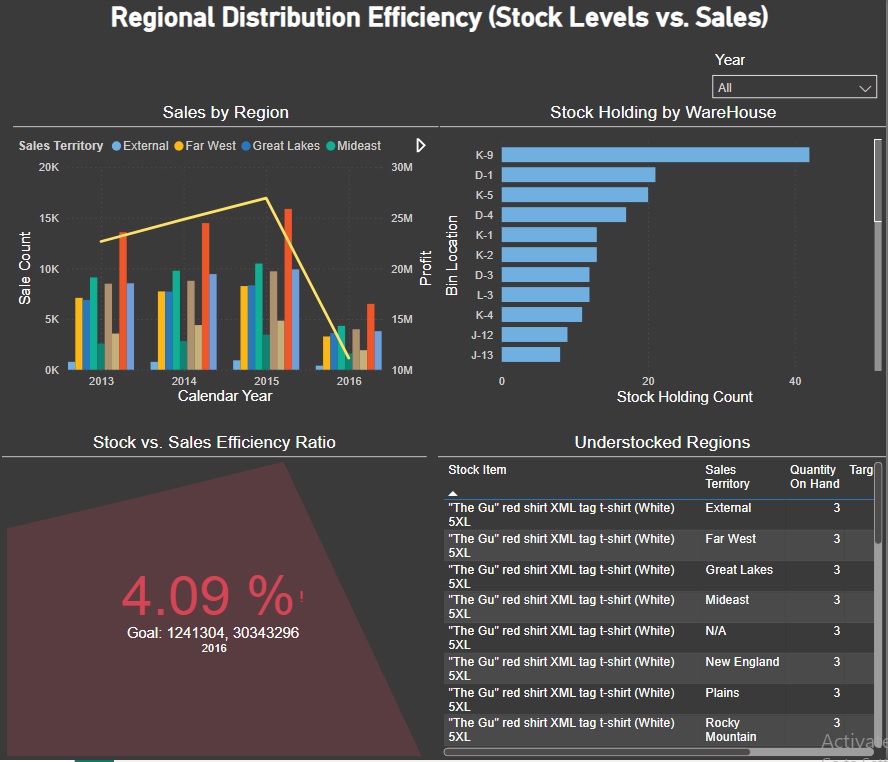 Regional Distribution Efficiency (Stock Levels vs. Sales)
Year
All
Sales by Region
Sales Territory External Far West Great Lakes Mideast
20K
15K
10K
5K
0K
Sale Count
30M
25M
20M
15M
10M
Profit
2013 2014 2015 2016
Calendar Year
Stock Holding by WareHouse
Bin Location
K-9
D-1
K-5
D-4
K-1
K-2
D-3
L-3
K-4
J-12
J-13
0 20 40
Stock Holding Count
Stock vs. Sales Efficiency Ratio
4.09 %!
Goal: 1241304, 30343296
2016
Understocked Regions
Stock Item Sales Quantity Targ
Territory On Hand
"The Gu" red shirt XML tag t-shirt (White) External 3
5XL
"The Gu" red shirt XML tag t-shirt (White) Far West 3
5XL
"The Gu" red shirt XML tag t-shirt (White) Great Lakes 3
5XL
"The Gu" red shirt XML tag t-shirt (White) Mideast 3
5XL
"The Gu" red shirt XML tag t-shirt (White) N/A 3
5XL
"The Gu" red shirt XML tag t-shirt (White) New England 3
5XL
"The Gu" red shirt XML tag t-shirt (White) Plains 3
5XL
"The Gu" red shirt XML tag t-shirt (White) Rocky 3
5XL Mountain
Activate